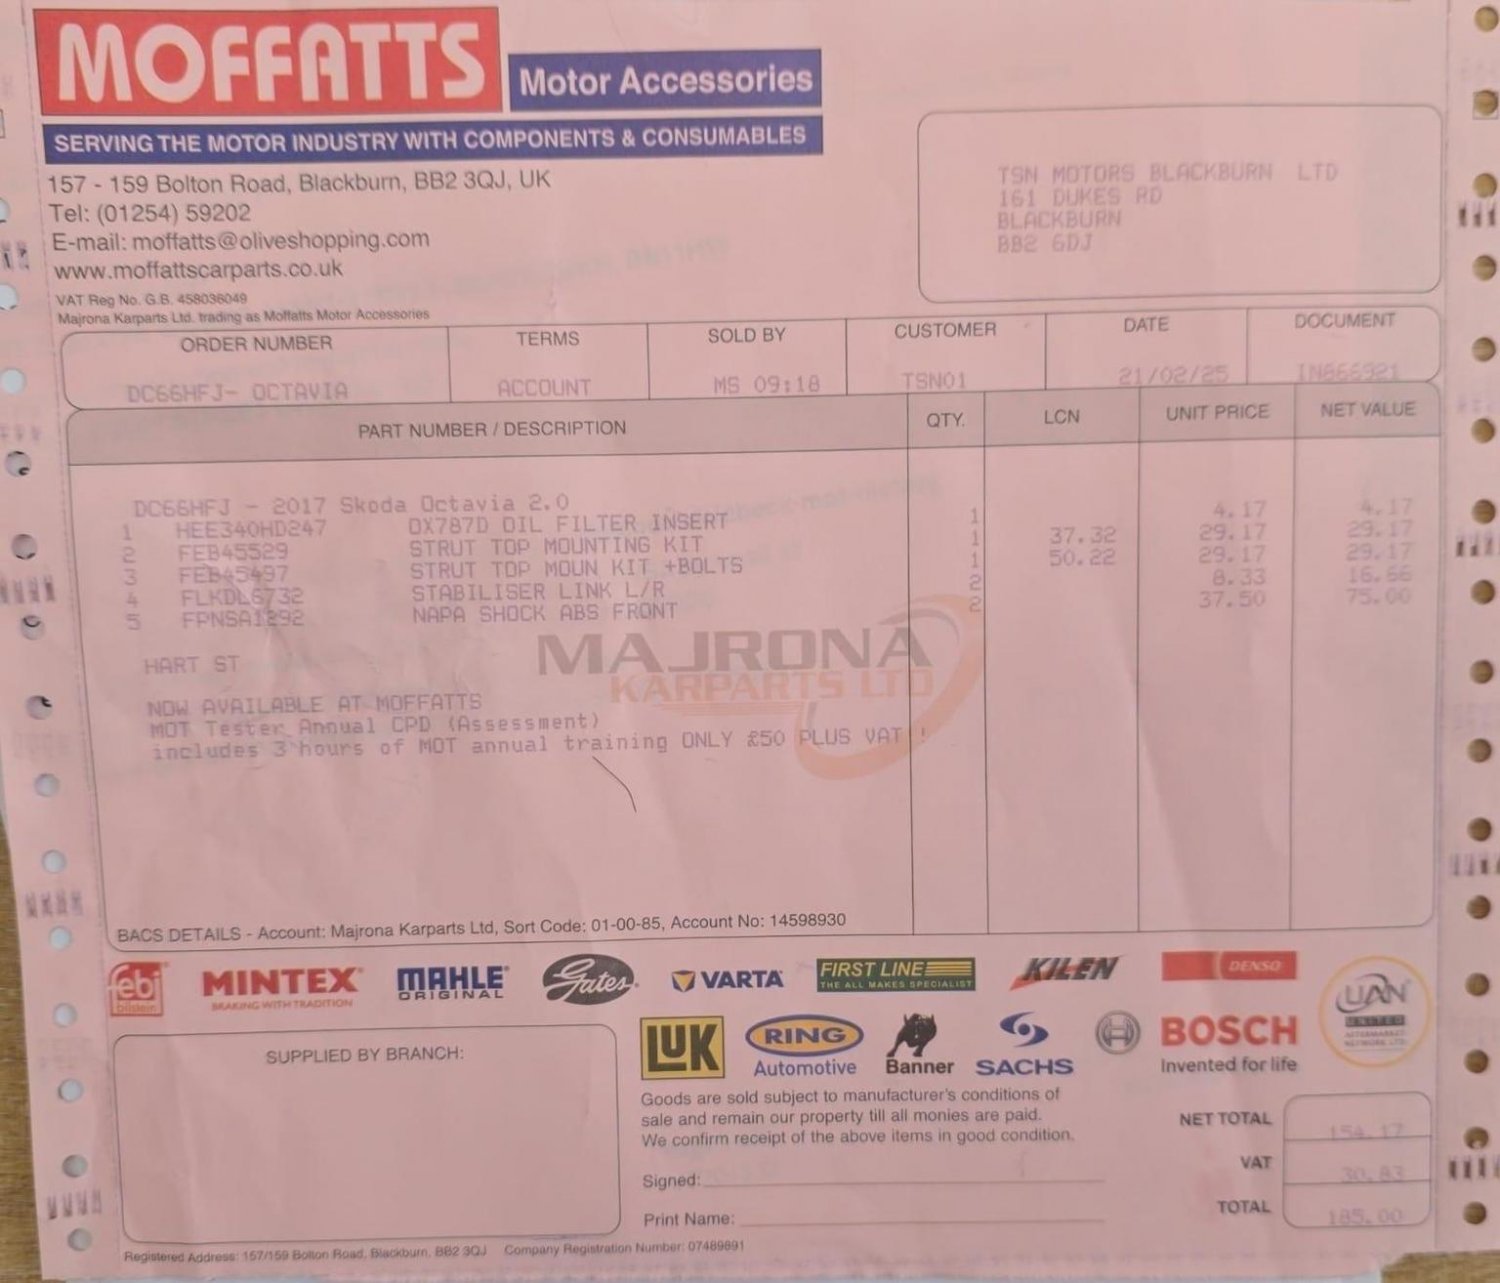 MOFFATTS
Motor Accessories
SERVING THE MOTOR INDUSTRY WITH COMPONENTS & CONSUMABLES
157 - 159 Bolton Road, Blackburn, BB2 3QJ, UK
Tel: (01254) 59202
E-mail: moffatts@oliveshopping.com
www.moffattscarparts.co.uk
VAT Reg No. G.B. 458036049
Majrona Karparts Ltd. trading as Moffatts Motor Accessories
TSN MOTORS BLACKBURN LTD
161 DUKES RD
BLACKBURN
BB2 6DJ
ORDER NUMBER TERMS SOLD BY CUSTOMER DATE DOCUMENT
DC66HFJ- OCTAVIA ACCOUNT MS 09:18 TSN01 21/02/25 IN866921
PART NUMBER / DESCRIPTION QTY. LCN UNIT PRICE NET VALUE
DC66HFJ - 2017 Skoda Octavia 2.0
1 HEE340HD247 OX787D OIL FILTER INSERT 1 4.17 4.17
2 FEB45529 STRUT TOP MOUNTING KIT 1 37.32 29.17 29.17
3 FEB45497 STRUT TOP MOUN KIT +BOLTS 1 50.22 29.17 29.17
4 FLKDL6732 STABILISER LINK L/R 2 8.33 16.66
5 FPNSA1292 NAPA SHOCK ABS FRONT 2 37.50 75.00
MAJRONA
KARPARTS LTD
HART ST
NOW AVAILABLE AT MOFFATTS
MOT Tester Annual CPD (Assessment)
includes 3 hours of MOT annual training ONLY £50 PLUS VAT !
BACS DETAILS - Account: Majrona Karparts Ltd, Sort Code: 01-00-85, Account No: 14598930
febi bilstein
MINTEX BRAKING WITH TRADITION
MAHLE ORIGINAL
Gates
VARTA
FIRST LINE THE ALL MAKES SPECIALIST
KILEN
DENSO
UAN
UNITED
AFTERMARKET
NETWORK LTD
LUK
RING Automotive
Banner
SACHS
BOSCH
Invented for life
SUPPLIED BY BRANCH:
Goods are sold subject to manufacturer's conditions of
sale and remain our property till all monies are paid.
We confirm receipt of the above items in good condition.
Signed:
Print Name:
NET TOTAL 154.17
VAT 30.83
TOTAL 185.00
Registered Address: 157/159 Bolton Road, Blackburn, BB2 3QJ Company Registration Number: 07489891